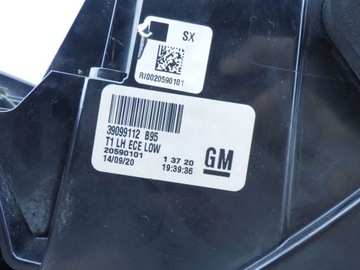 SX
RI0020590101
39099112 B95
T1 LH ECE LOW
20590101 1 37 20
14/09/20 19:39:36
GM